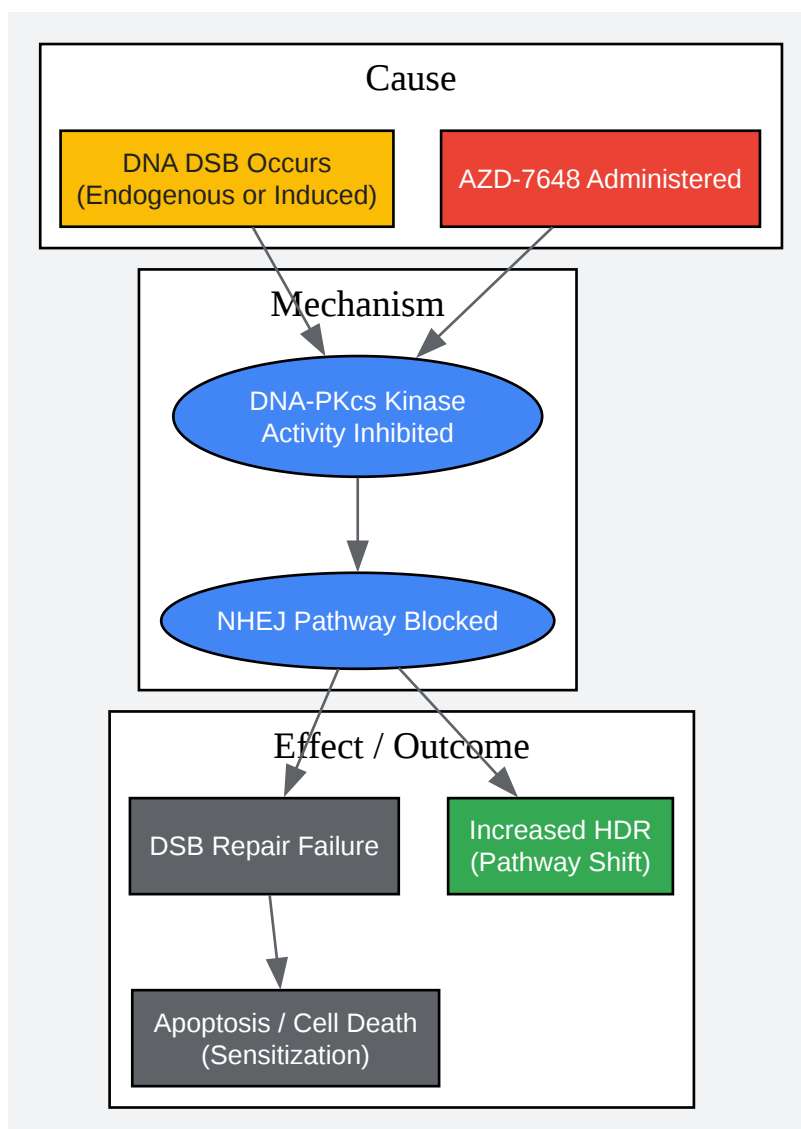 Cause
DNA DSB Occurs
(Endogenous or Induced)
AZD-7648 Administered
Mechanism
DNA-PKcs Kinase
Activity Inhibited
NHEJ Pathway Blocked
Effect / Outcome
DSB Repair Failure
Increased HDR
(Pathway Shift)
Apoptosis / Cell Death
(Sensitization)